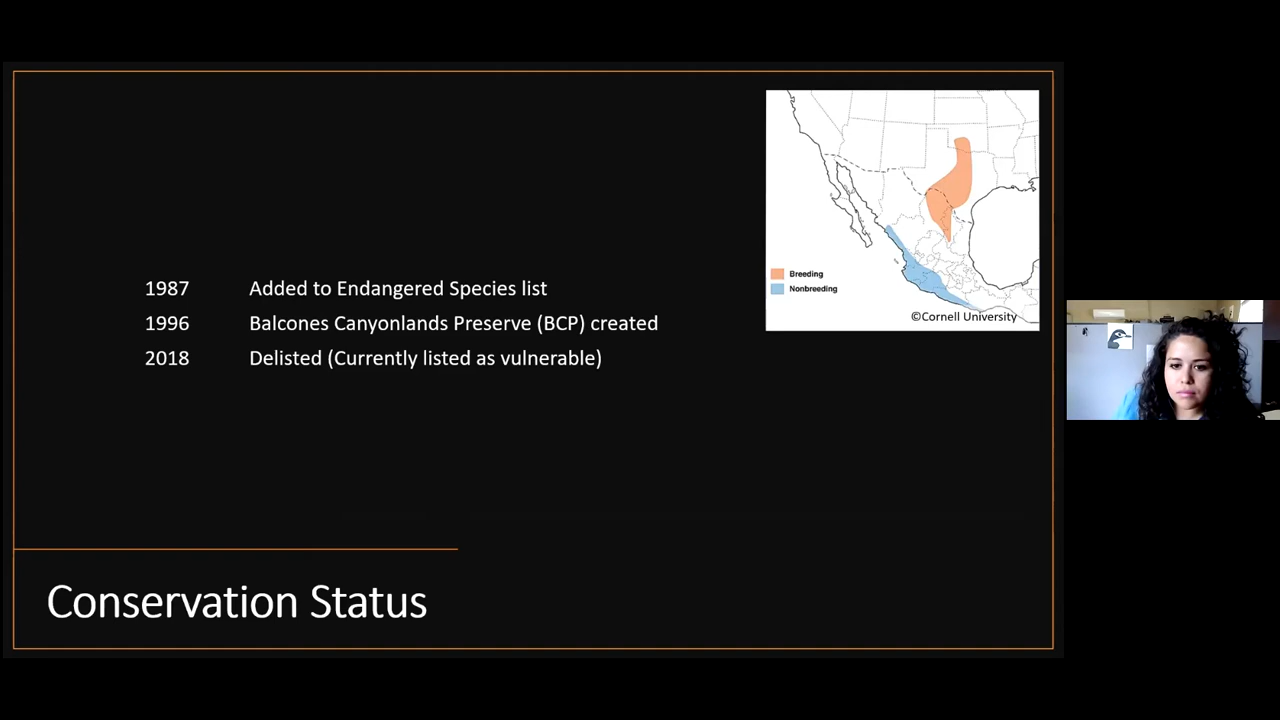 Breeding
Nonbreeding
©Cornell University
1987 Added to Endangered Species list
1996 Balcones Canyonlands Preserve (BCP) created
2018 Delisted (Currently listed as vulnerable)
Conservation Status